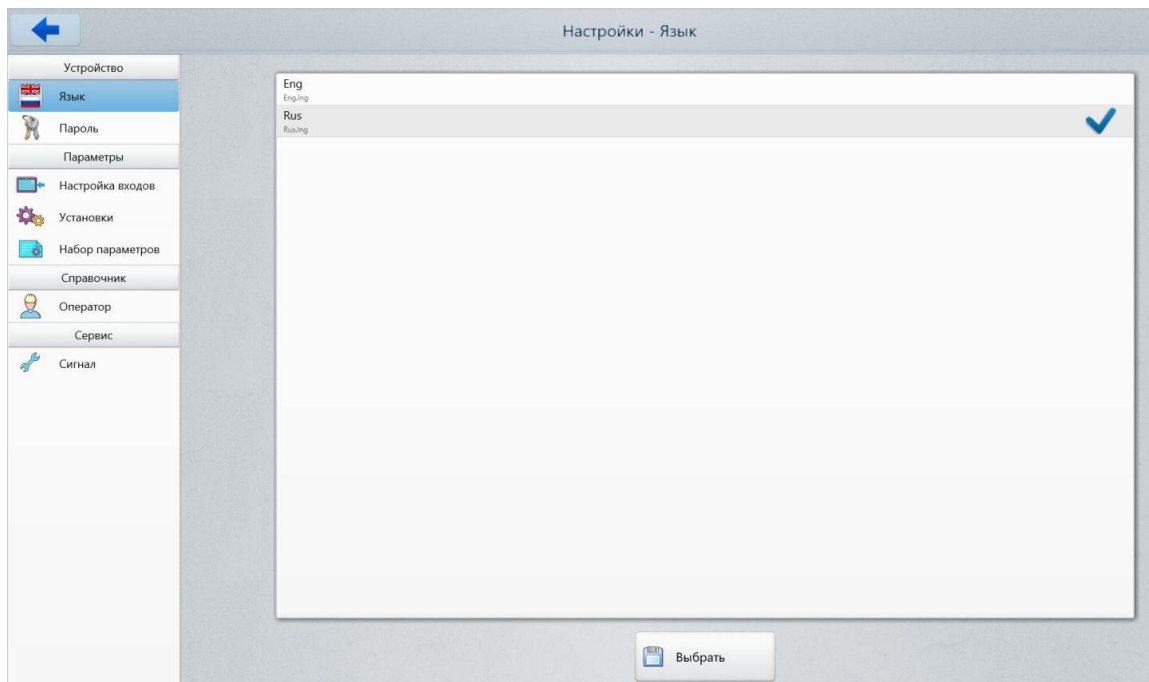 Настройки - Язык
Устройство
Язык
Пароль
Параметры
Настройка входов
Установки
Набор параметров
Справочник
Оператор
Сервис
Сигнал
Eng
Eng.lng
Rus
Rus.lng
Выбрать